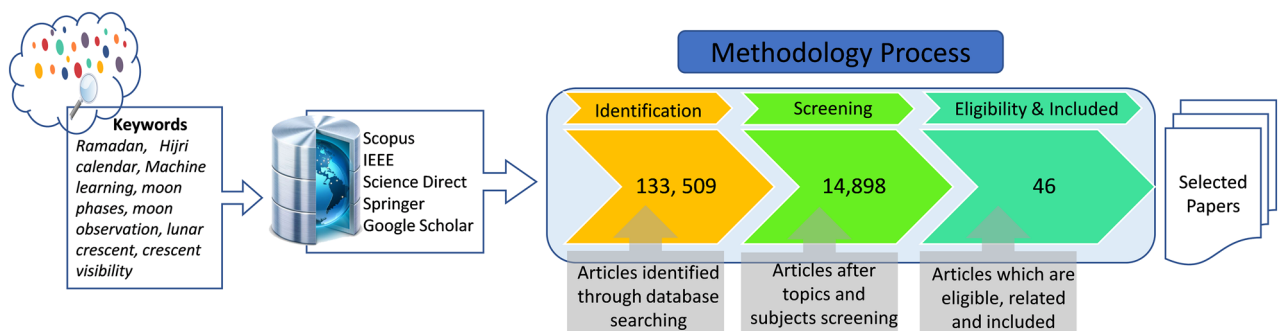 Methodology Process
Keywords
Ramadan, Hijri
calendar, Machine
learning, moon
phases, moon
observation, lunar
crescent, crescent
visibility
Scopus
IEEE
Science Direct
Springer
Google Scholar
Identification
Screening
Eligibility & Included
133, 509
14,898
46
Articles identified
through database
searching
Articles after
topics and
subjects screening
Articles which are
eligible, related
and included
Selected
Papers